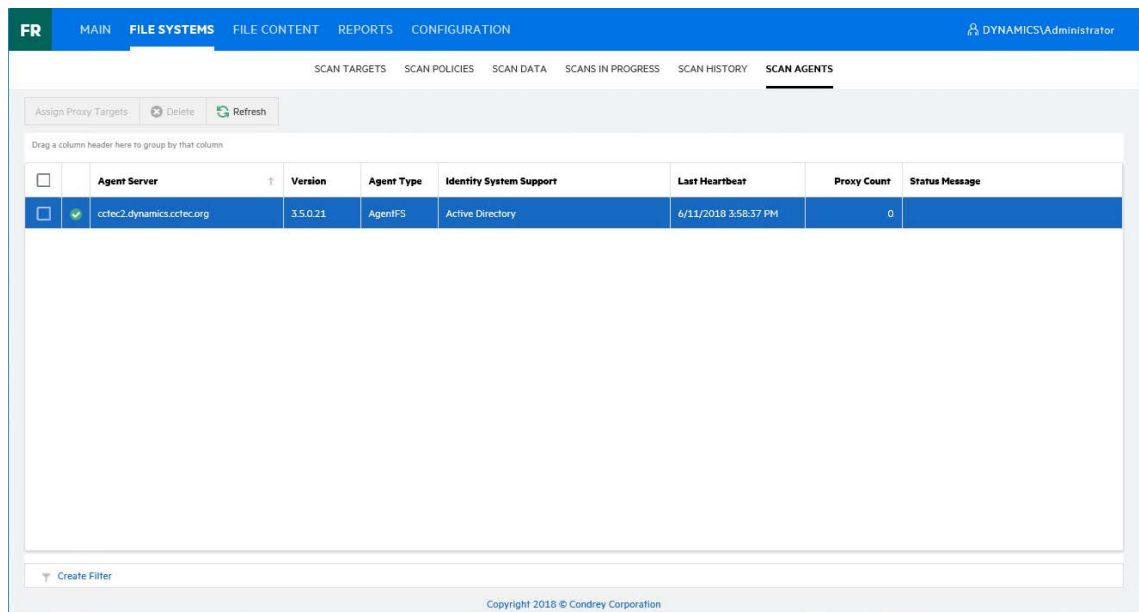 FR MAIN FILE SYSTEMS FILE CONTENT REPORTS CONFIGURATION DYNAMICS\Administrator
SCAN TARGETS SCAN POLICIES SCAN DATA SCANS IN PROGRESS SCAN HISTORY SCAN AGENTS
Assign Proxy Targets Delete Refresh
Drag a column header here to group by that column
Agent Server Version Agent Type Identity System Support Last Heartbeat Proxy Count Status Message
cctec2.dynamics.cctec.org 3.5.0.21 AgentFS Active Directory 6/11/2018 3:58:37 PM 0
Create Filter
Copyright 2018 © Condrey Corporation